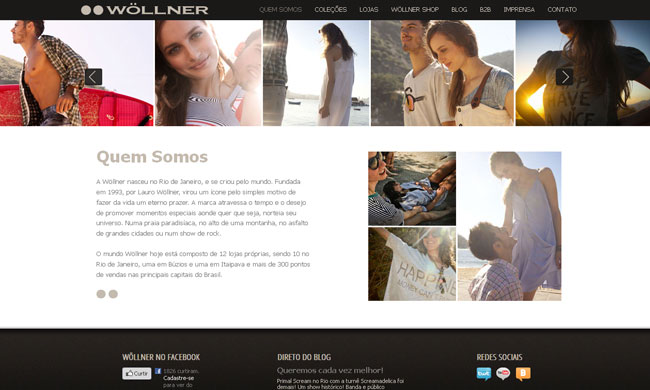 WÖLLNER
QUEM SOMOS COLEÇÕES LOJAS WÖLLNER SHOP BLOG B2B IMPRENSA CONTATO
HAVE
A NICE
Quem Somos
A Wöllner nasceu no Rio de Janeiro, e se criou pelo mundo. Fundada
em 1993, por Lauro Wöllner, virou um ícone pelo simples motivo de
fazer da vida um eterno prazer. A marca atravessa o tempo e o desejo
de promover momentos especiais aonde quer que seja, norteia seu
universo. Numa praia paradisíaca, no alto de uma montanha, no asfalto
de grandes cidades ou num show de rock.
O mundo Wöllner hoje está composto de 12 lojas próprias, sendo 10 no
Rio de Janeiro, uma em Búzios e uma em Itaipava e mais de 300 pontos
de vendas nas principais capitais do Brasil.
HAPPINE
WÖLLNER NO FACEBOOK
Curtir
1826 curtiram.
Cadastre-se
para ver do
DIRETO DO BLOG
Queremos cada vez melhor!
Primal Scream no Rio com a turnê Screamadelica foi
demais! Um show histórico! Banda e público
REDES SOCIAIS
You
Tube